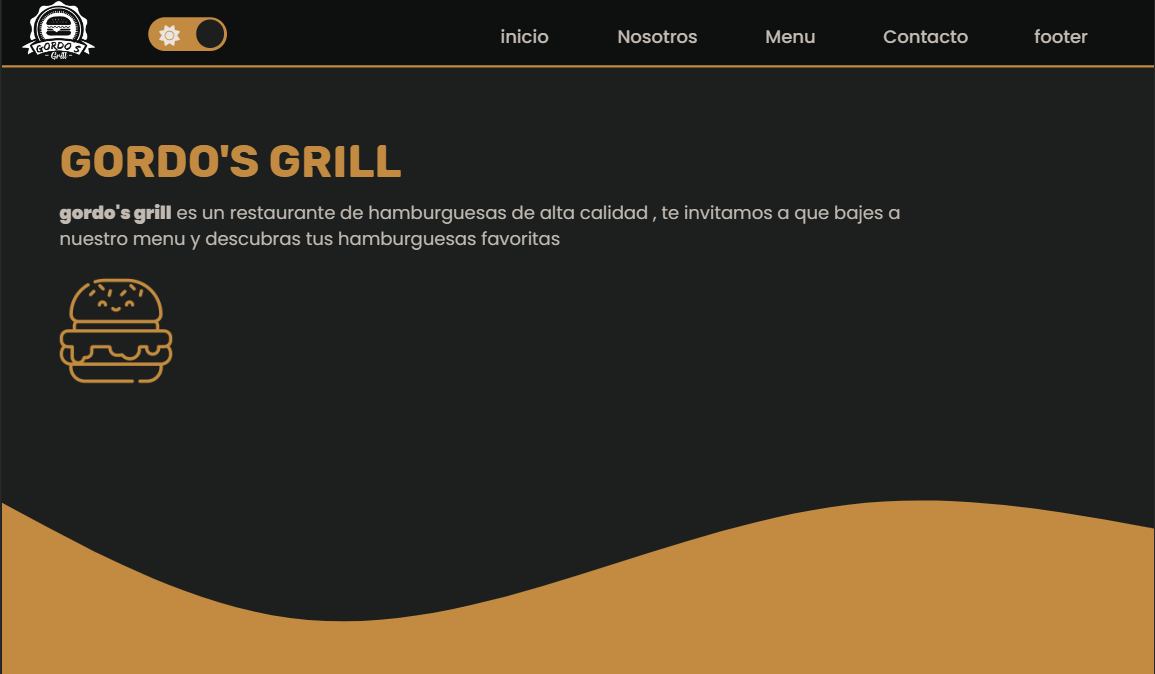 GORDO'S
Grill
inicio
Nosotros
Menu
Contacto
footer
GORDO'S GRILL
gordo's grill es un restaurante de hamburguesas de alta calidad , te invitamos a que bajes a
nuestro menu y descubras tus hamburguesas favoritas